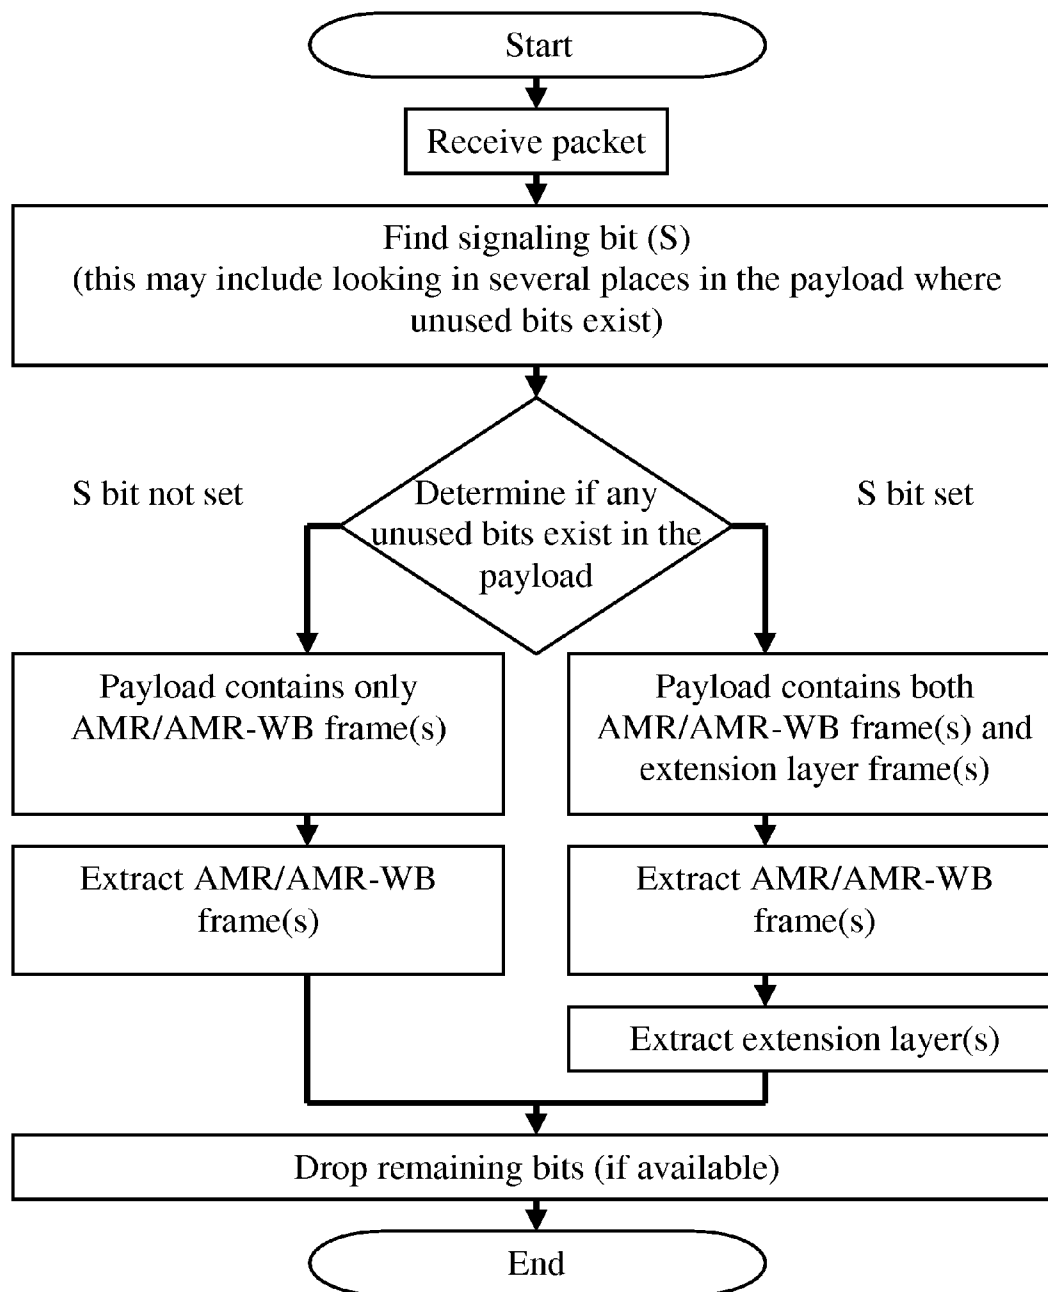 Start
Receive packet
Find signaling bit (S)
(this may include looking in several places in the payload where
unused bits exist)
S bit not set
Determine if any
unused bits exist in the
payload
S bit set
Payload contains only
AMR/AMR-WB frame(s)
Payload contains both
AMR/AMR-WB frame(s) and
extension layer frame(s)
Extract AMR/AMR-WB
frame(s)
Extract AMR/AMR-WB
frame(s)
Extract extension layer(s)
Drop remaining bits (if available)
End